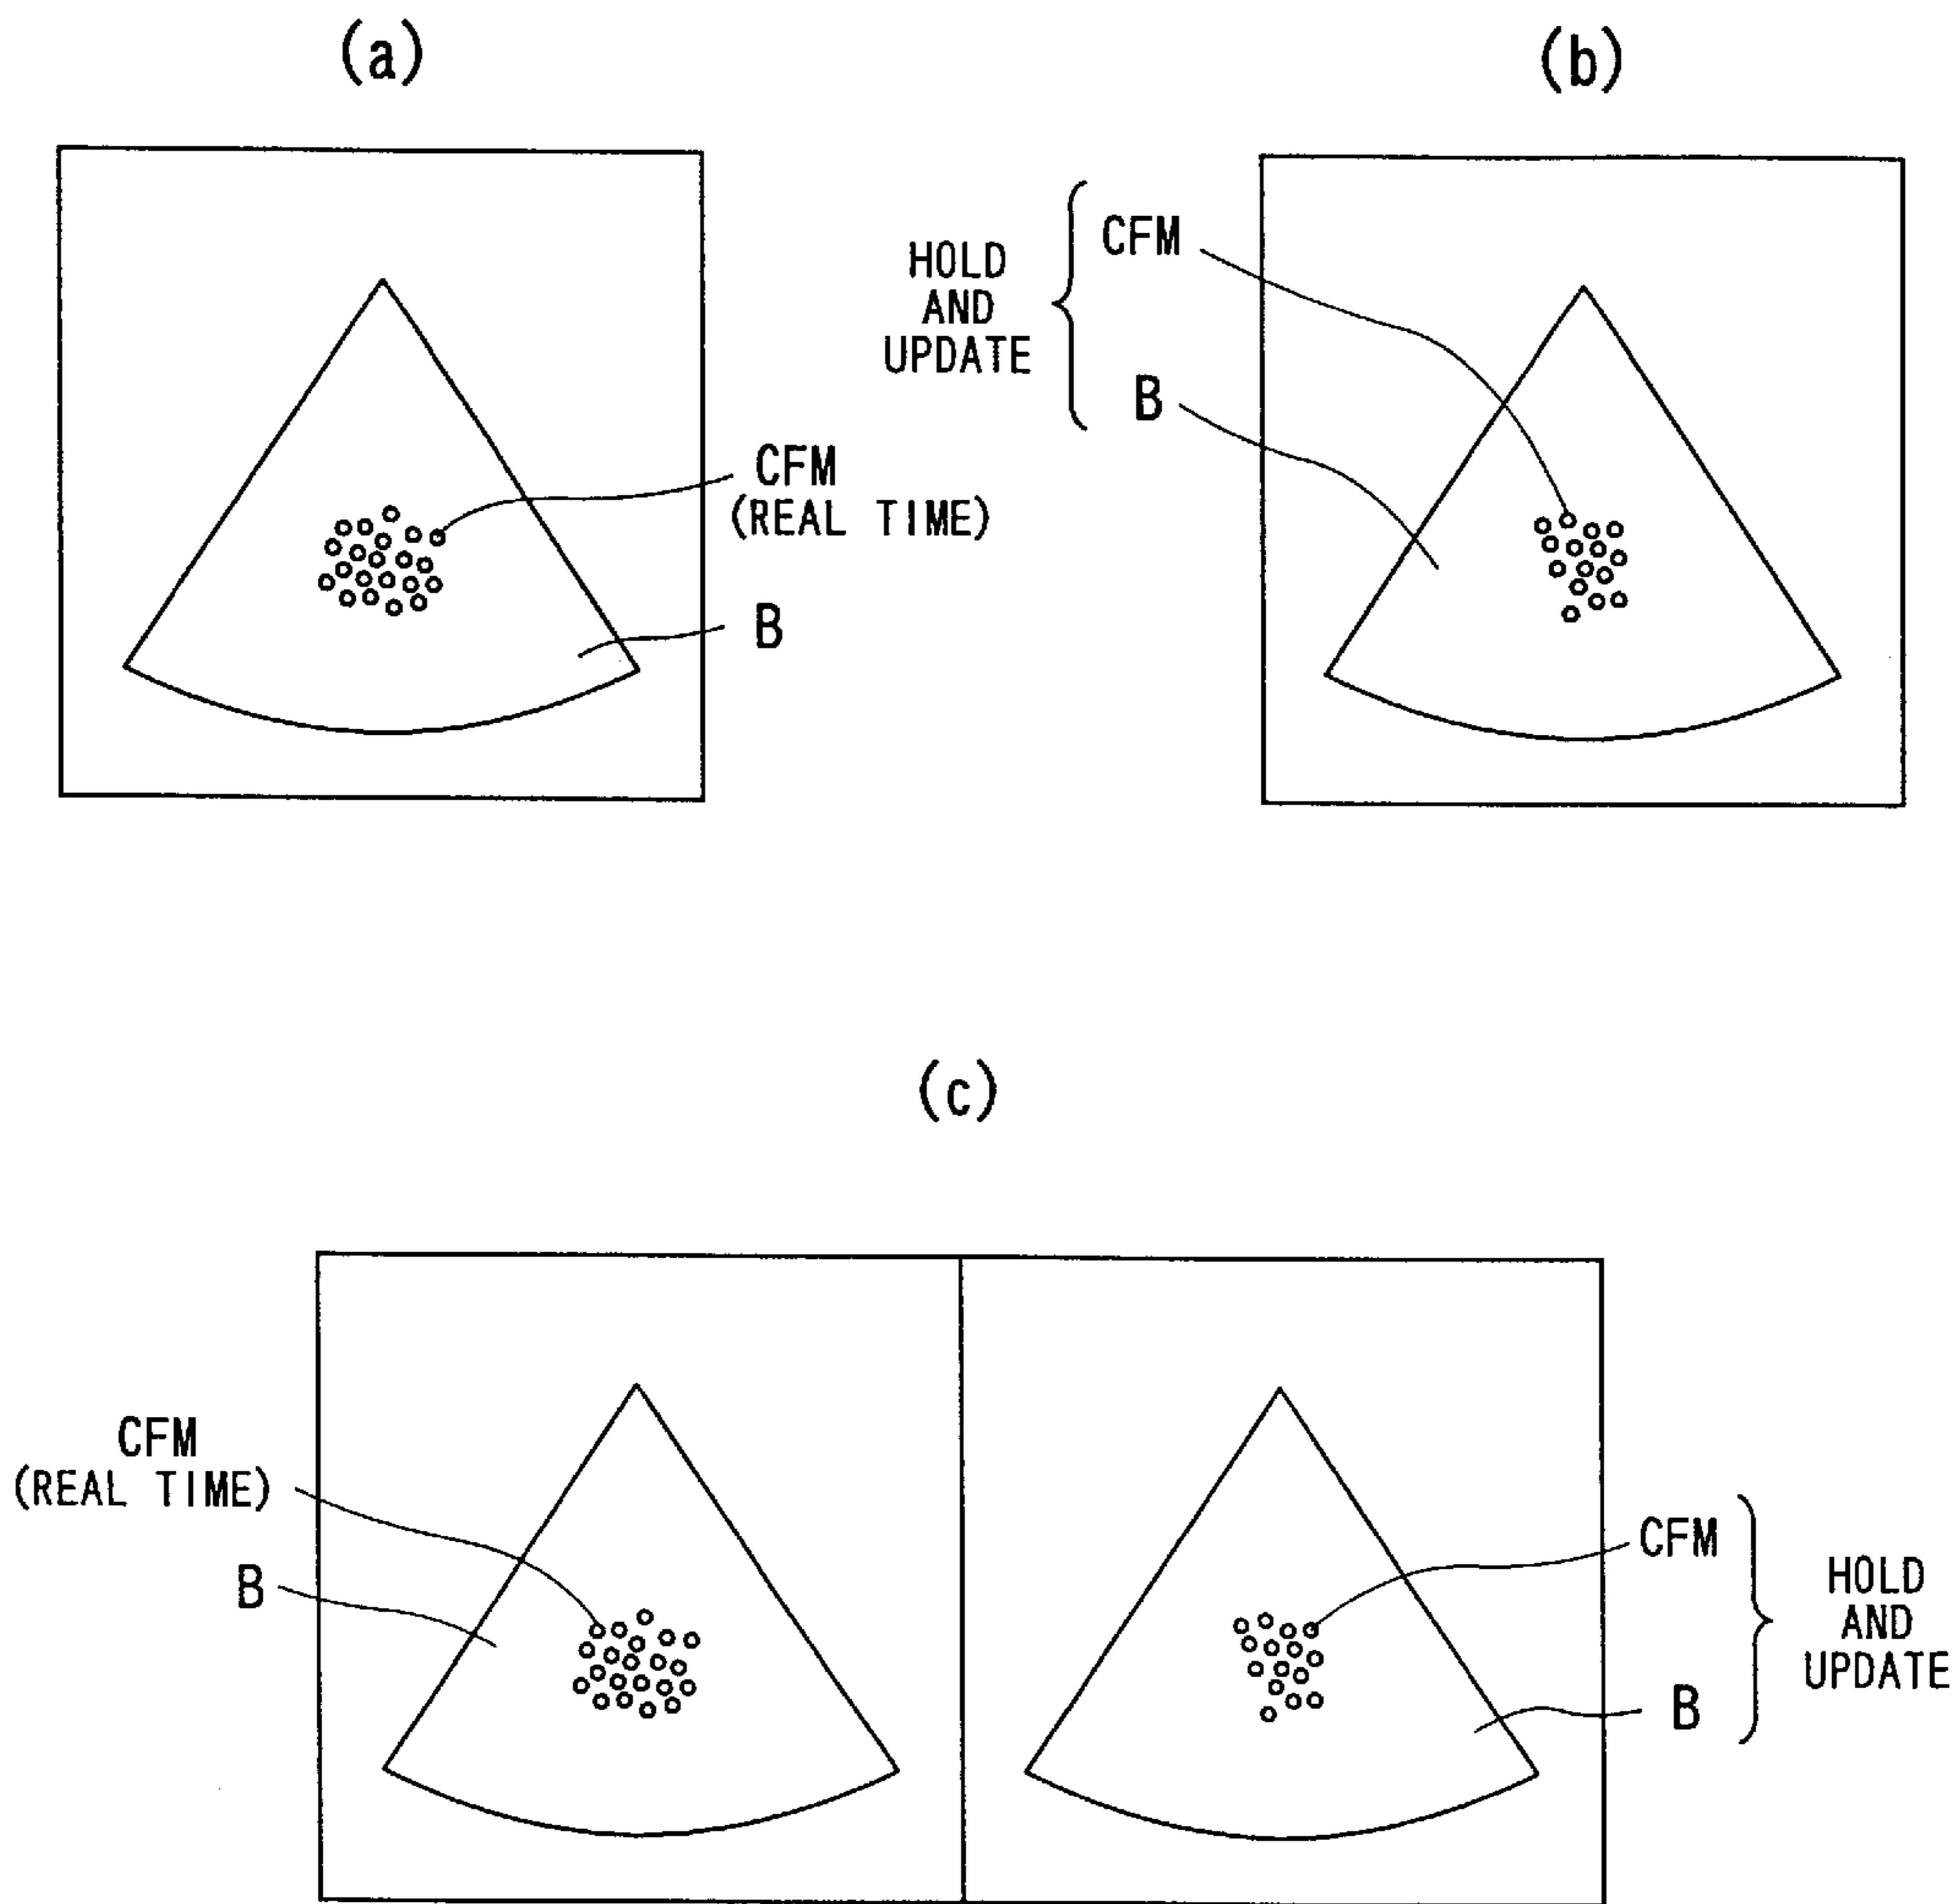 (a)
(b)
HOLD
AND
UPDATE
CFM
B
CFM
(REAL TIME)
B
(c)
CFM
(REAL TIME)
B
CFM
B
HOLD
AND
UPDATE